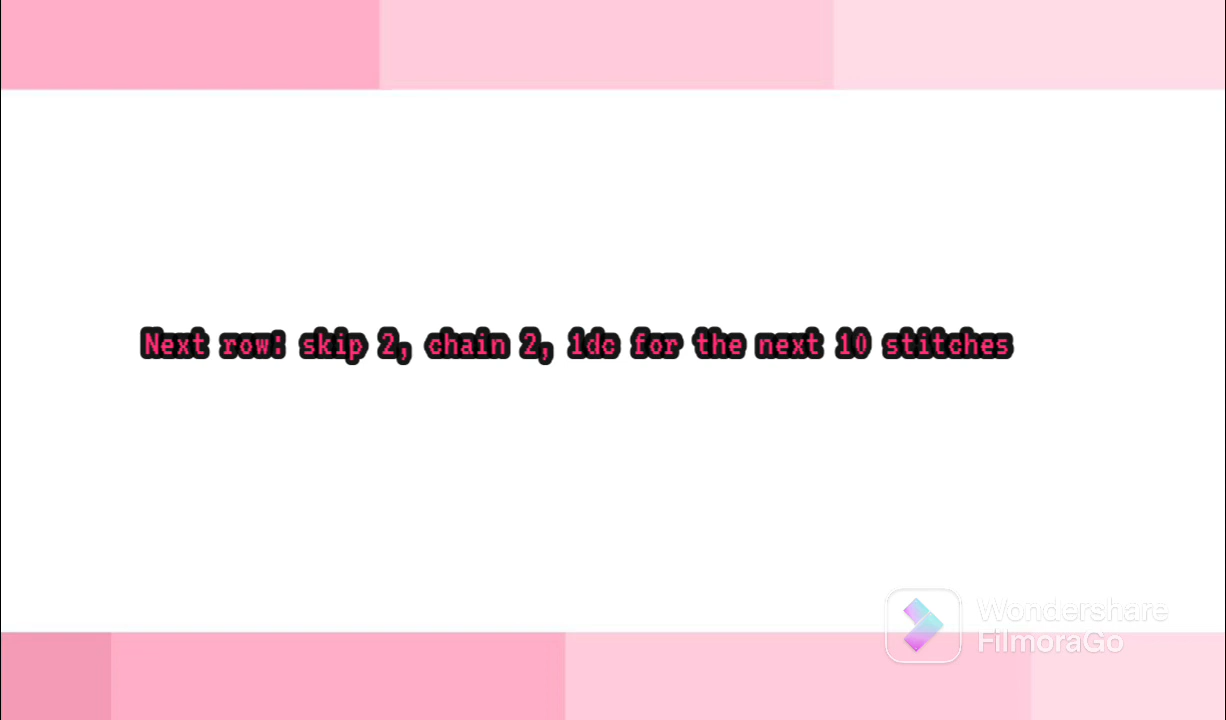 Next row: skip 2, chain 2, 1dc for the next 10 stitches
Wondershare
FilmoraGo